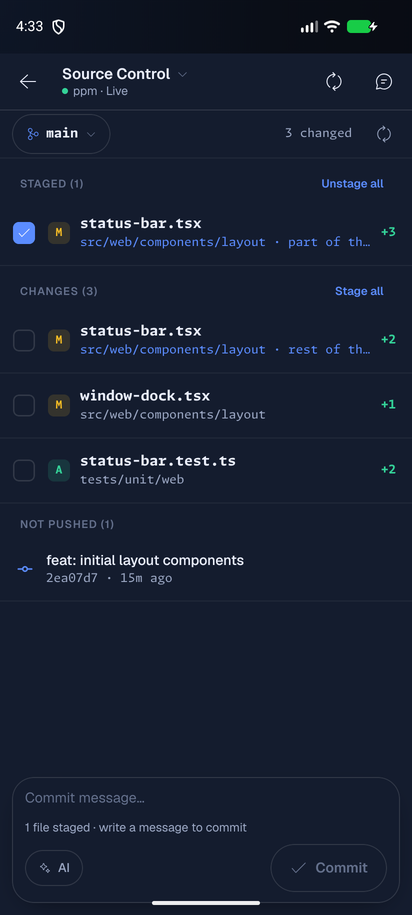 4:33
Source Control
ppm · Live
main
3 changed
STAGED (1)
Unstage all
M
status-bar.tsx
src/web/components/layout · part of th…
+3
CHANGES (3)
Stage all
M
status-bar.tsx
src/web/components/layout · rest of th…
+2
M
window-dock.tsx
src/web/components/layout
+1
A
status-bar.test.ts
tests/unit/web
+2
NOT PUSHED (1)
feat: initial layout components
2ea07d7 · 15m ago
Commit message…
1 file staged · write a message to commit
AI
Commit